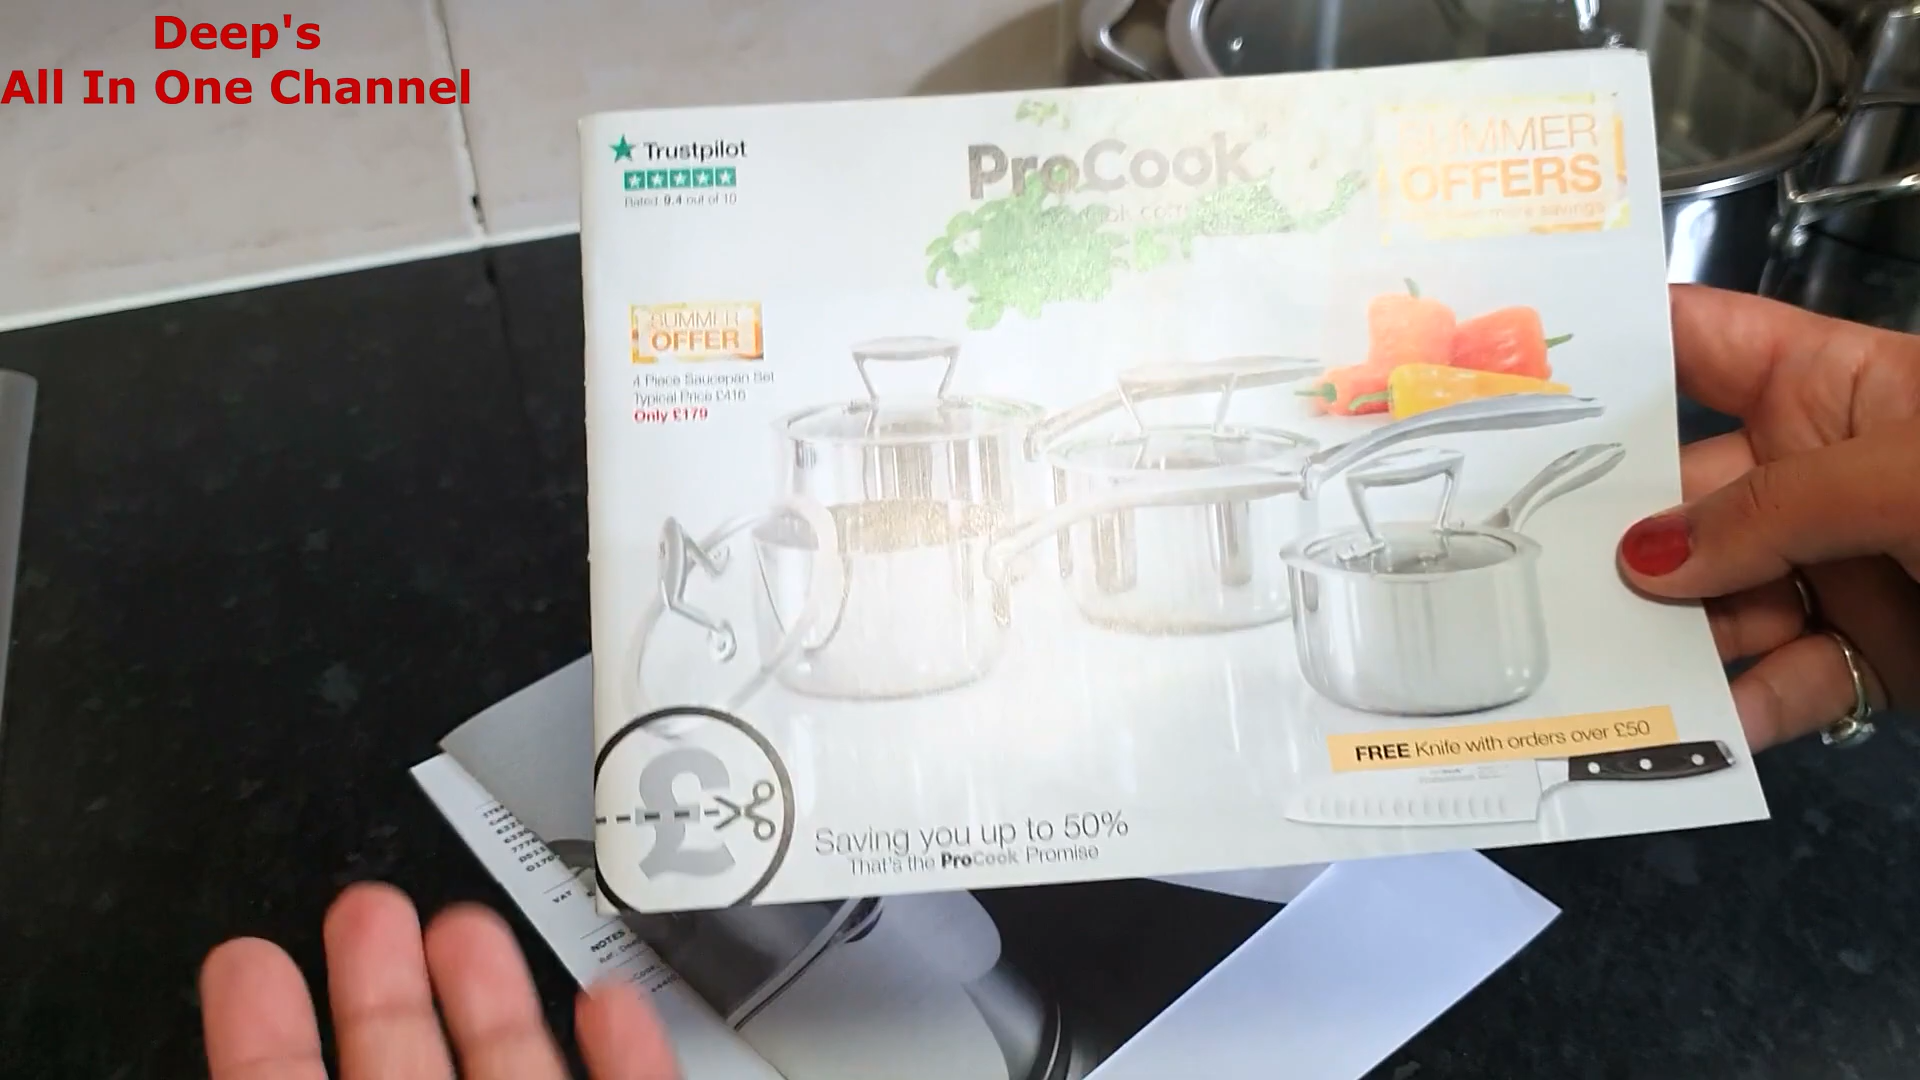 Deep's
All In One Channel
Trustpilot
Rated 9.4 out of 10
ProCook
SUMMER
OFFERS
more savings
SUMMER
OFFER
4 Piece Saucepan Set
Typical Price £416
Only £179
FREE Knife with orders over £50
£
Saving you up to 50%
That's the ProCook Promise
VAT
NOTES